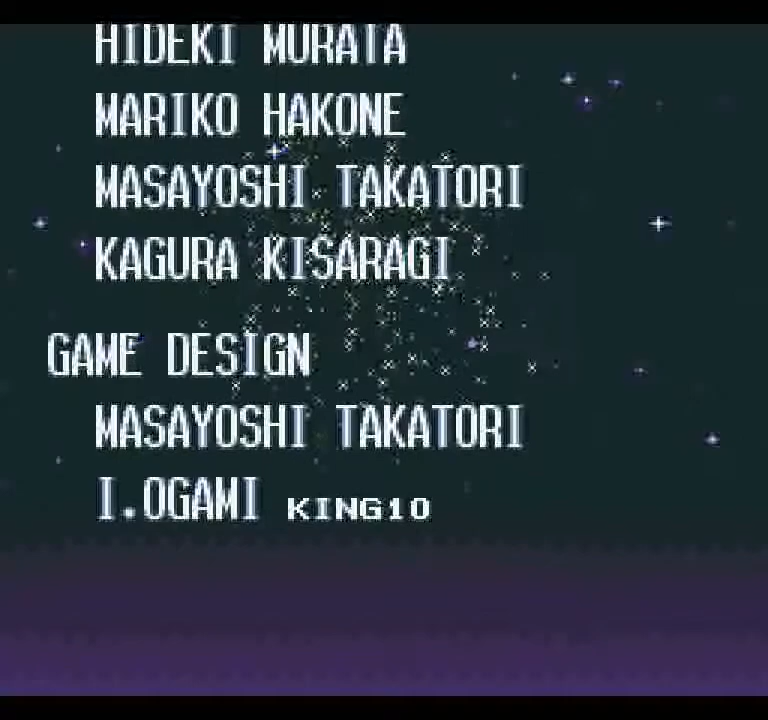 HIDEKI MURATA
MARIKO HAKONE
MASAYOSHI TAKATORI
KAGURA KISARAGI
GAME DESIGN
MASAYOSHI TAKATORI
I.OGAMI KING10